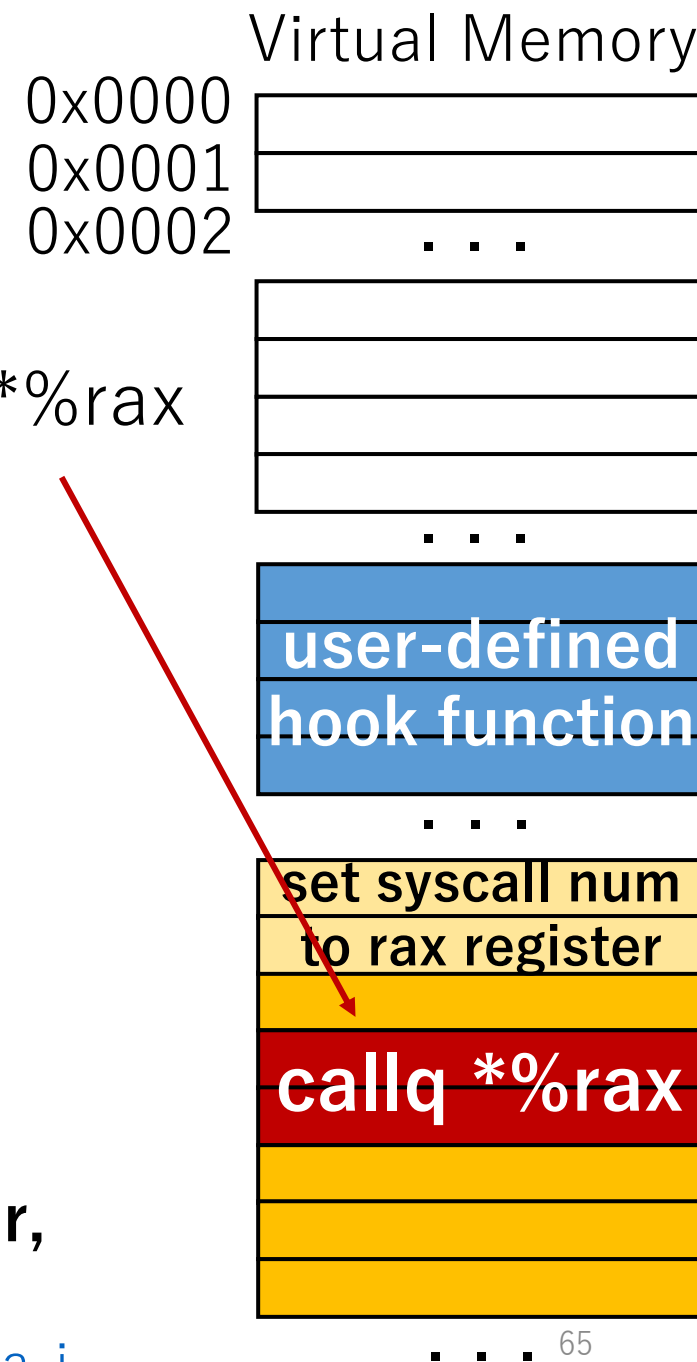 Virtual Memory
0x0000
0x0001
0x0002
. . .
*%rax
. . .
user-defined
hook function
. . .
set syscall num
to rax register
callq *%rax
r,
. . .
65